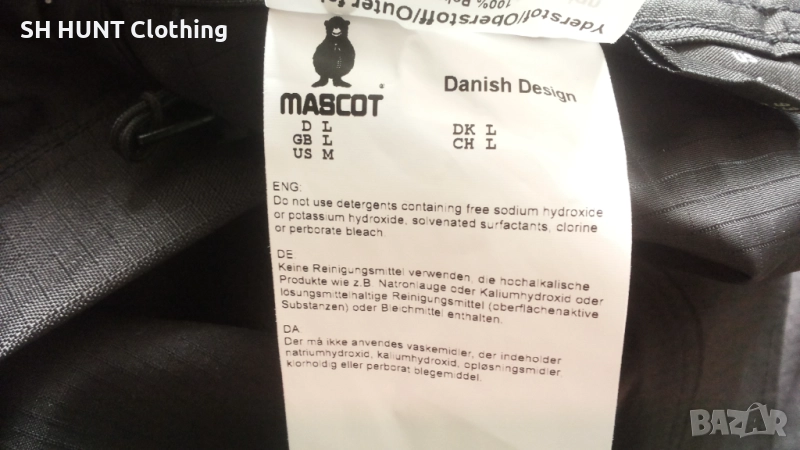 SH HUNT Clothing
Yderstof/Oberstoff/Outer
100%
MASCOT
Danish Design
D L
GB L
US M
DK L
CH L
ENG:
Do not use detergents containing free sodium hydroxice
or potassium hydroxide, solvenated surfactants, clorine
or perborate bleach.
DE
Keine Reinigungsmittel verwenden, die hochalkalische
Produkte wie z.B. Natronlauge oder Kaliumhydroxid oder
lösungsmittelhaltige Reinigungsmittel (oberflächenaktive
Substanzen) oder Bleichmittel enthalten.
DA
Der må ikke anvendes vaskemidler, der indeholder
natriumhydroxid, kaliumhydroxid, opløsningsmidler,
klorholdig eller perborat blegemiddel.
BAZAR